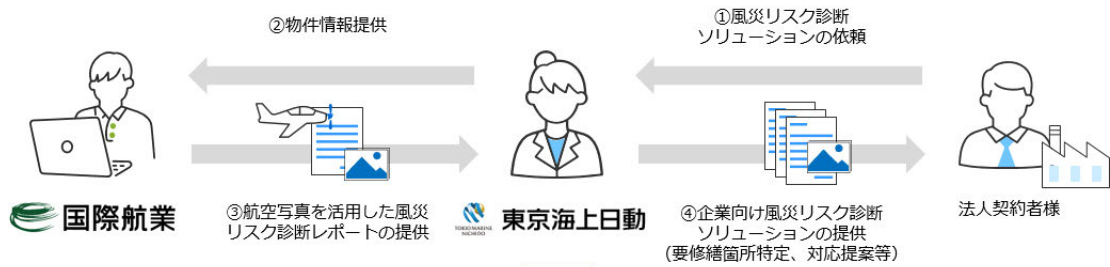 ②物件情報提供
①風災リスク診断
ソリューションの依頼
国際航業
③航空写真を活用した風災
リスク診断レポートの提供
TOKIO MARINE
NICHIDO
東京海上日動
④企業向け風災リスク診断
ソリューションの提供
(要修繕箇所特定、対応提案等)
法人契約者様